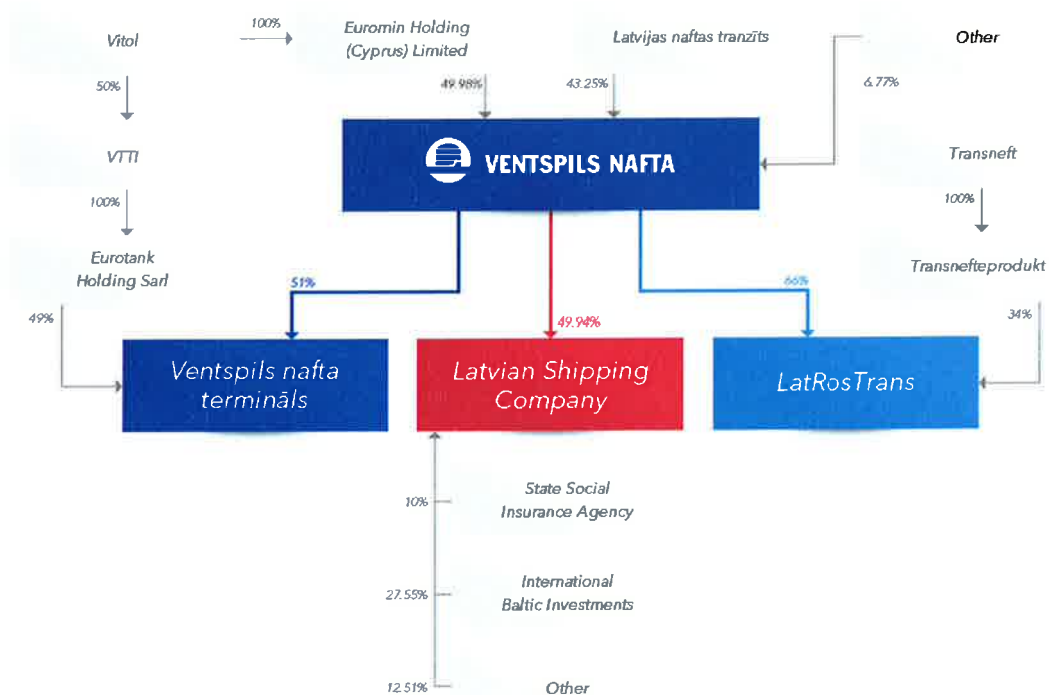 100%
Vitol
Euromin Holding
(Cyprus) Limited
Latvijas naftas tranzīts
Other
50%
49.98%
43.25%
6.77%
VTTI
VENTSPILS NAFTA
Transneft
100%
100%
Eurotank
Holding Sarl
Transnefteprodukt
51%
66%
49%
49.94%
34%
Ventspils nafta
termināls
Latvian Shipping
Company
LatRosTrans
10%
State Social
Insurance Agency
27.55%
International
Baltic Investments
12.51%
Other